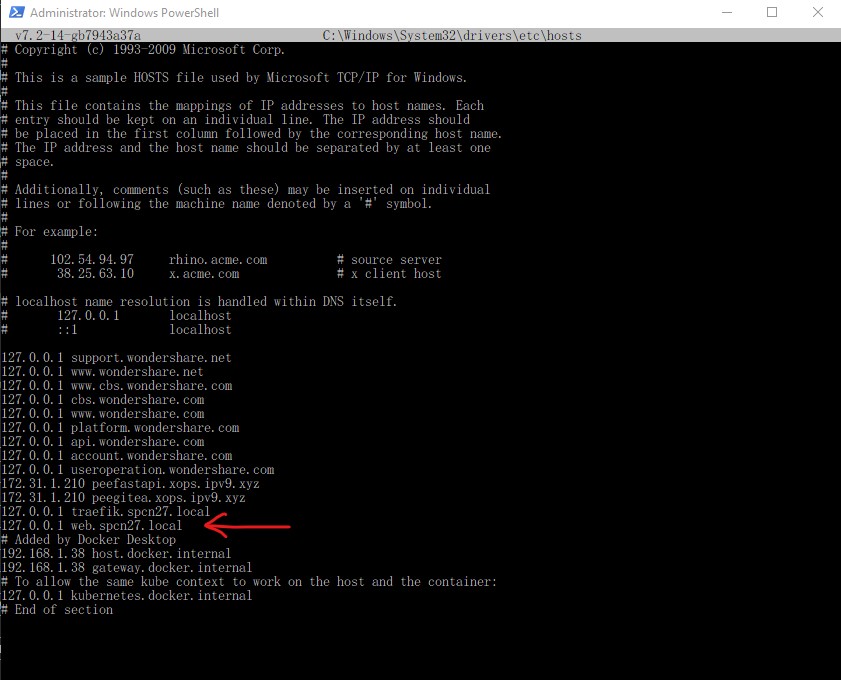 Administrator: Windows PowerShell
v7.2-14-gb7943a37a C:\Windows\System32\drivers\etc\hosts
# Copyright (c) 1993-2009 Microsoft Corp.
#
# This is a sample HOSTS file used by Microsoft TCP/IP for Windows.
#
# This file contains the mappings of IP addresses to host names. Each
# entry should be kept on an individual line. The IP address should
# be placed in the first column followed by the corresponding host name.
# The IP address and the host name should be separated by at least one
# space.
#
# Additionally, comments (such as these) may be inserted on individual
# lines or following the machine name denoted by a '#' symbol.
#
# For example:
#
#      102.54.94.97     rhino.acme.com          # source server
#       38.25.63.10     x.acme.com              # x client host

# localhost name resolution is handled within DNS itself.
#       127.0.0.1       localhost
#       ::1             localhost

127.0.0.1 support.wondershare.net
127.0.0.1 www.wondershare.net
127.0.0.1 www.cbs.wondershare.com
127.0.0.1 cbs.wondershare.com
127.0.0.1 www.wondershare.com
127.0.0.1 platform.wondershare.com
127.0.0.1 api.wondershare.com
127.0.0.1 account.wondershare.com
127.0.0.1 useroperation.wondershare.com
172.31.1.210 peefastapi.xops.ipv9.xyz
172.31.1.210 peegitea.xops.ipv9.xyz
127.0.0.1 traefik.spcn27.local
127.0.0.1 web.spcn27.local
# Added by Docker Desktop
192.168.1.38 host.docker.internal
192.168.1.38 gateway.docker.internal
# To allow the same kube context to work on the host and the container:
127.0.0.1 kubernetes.docker.internal
# End of section